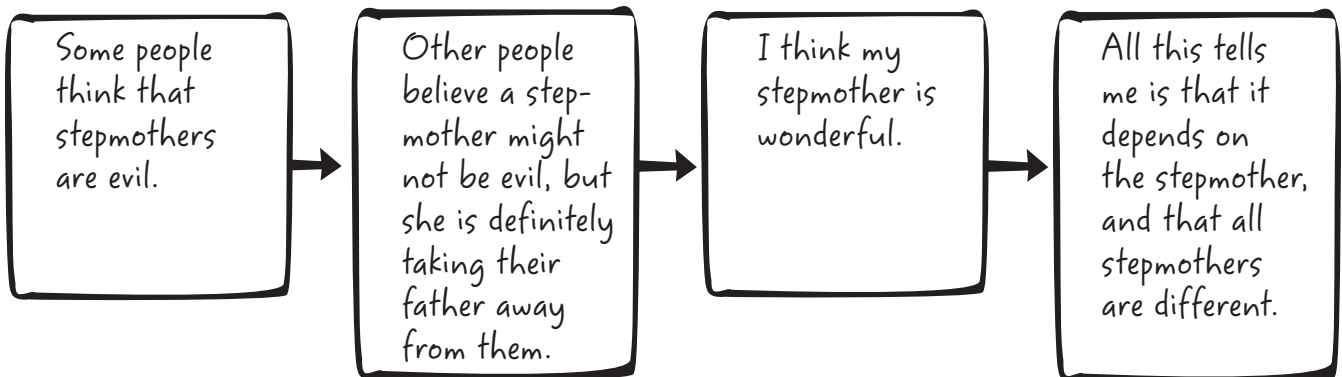 Some people
think that
stepmothers
are evil.
Other people
believe a step-
mother might
not be evil, but
she is definitely
taking their
father away
from them.
I think my
stepmother is
wonderful.
All this tells
me is that it
depends on
the stepmother,
and that all
stepmothers
are different.